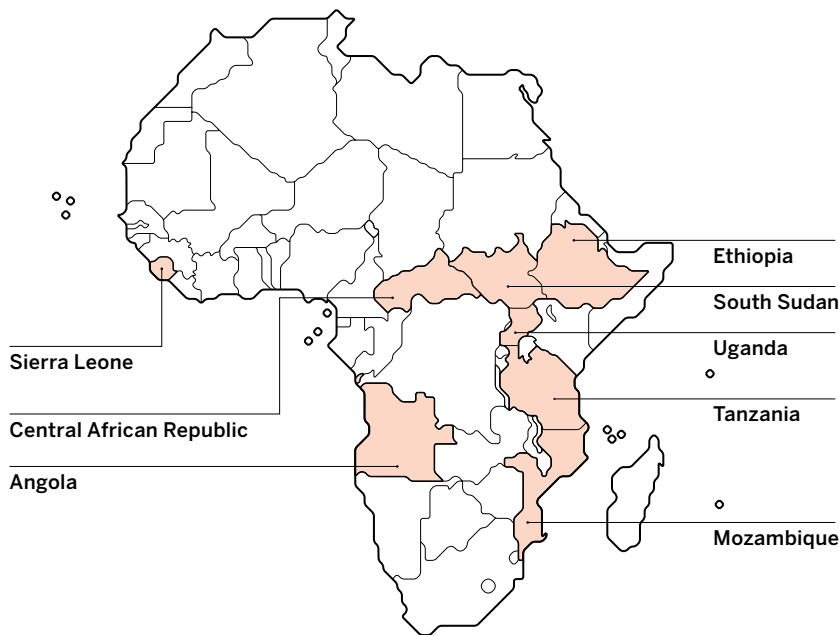 Ethiopia
South Sudan
Uganda
Sierra Leone
Tanzania
Central African Republic
Angola
Mozambique